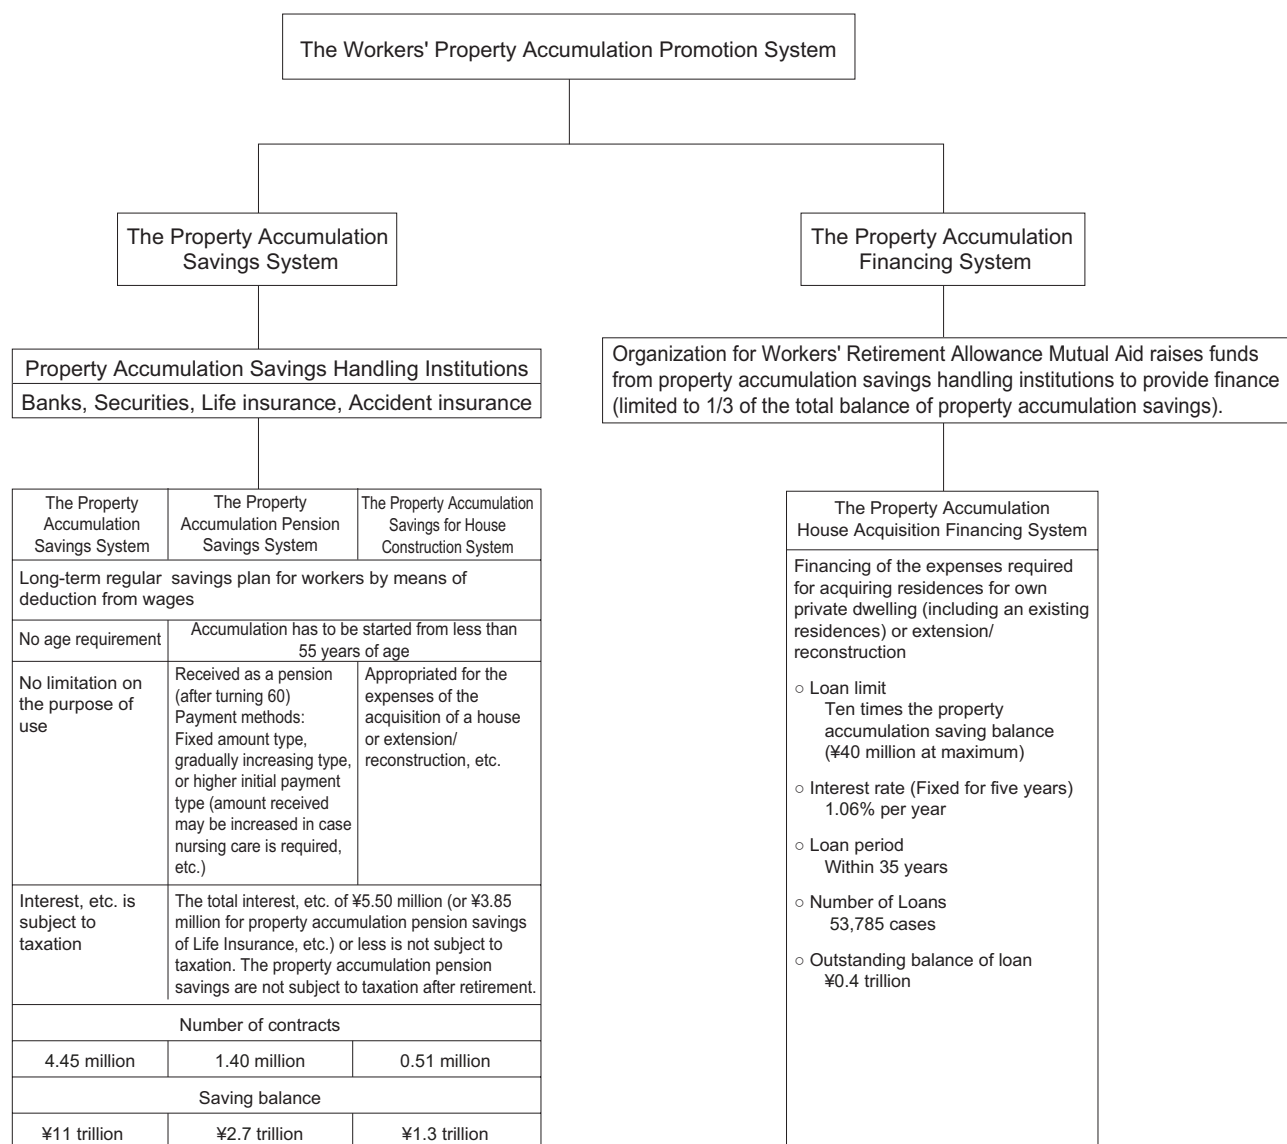 The Workers' Property Accumulation Promotion System
The Property Accumulation
Savings System
The Property Accumulation
Financing System
Property Accumulation Savings Handling Institutions
Banks, Securities, Life insurance, Accident insurance
Organization for Workers' Retirement Allowance Mutual Aid raises funds
from property accumulation savings handling institutions to provide finance
(limited to 1/3 of the total balance of property accumulation savings).
The Property
Accumulation
Savings System
The Property
Accumulation Pension
Savings System
The Property Accumulation
Savings for House
Construction System
Long-term regular savings plan for workers by means of
deduction from wages
No age requirement
Accumulation has to be started from less than
55 years of age
No limitation on
the purpose of
use
Received as a pension
(after turning 60)
Payment methods:
Fixed amount type,
gradually increasing type,
or higher initial payment
type (amount received
may be increased in case
nursing care is required,
etc.)
Appropriated for the
expenses of the
acquisition of a house
or extension/
reconstruction, etc.
Interest, etc. is
subject to
taxation
The total interest, etc. of ¥5.50 million (or ¥3.85
million for property accumulation pension savings
of Life Insurance, etc.) or less is not subject to
taxation. The property accumulation pension
savings are not subject to taxation after retirement.
Number of contracts
4.45 million
1.40 million
0.51 million
Saving balance
¥11 trillion
¥2.7 trillion
¥1.3 trillion
The Property Accumulation
House Acquisition Financing System
Financing of the expenses required
for acquiring residences for own
private dwelling (including an existing
residences) or extension/
reconstruction
○ Loan limit
Ten times the property
accumulation saving balance
(¥40 million at maximum)
○ Interest rate (Fixed for five years)
1.06% per year
○ Loan period
Within 35 years
○ Number of Loans
53,785 cases
○ Outstanding balance of loan
¥0.4 trillion